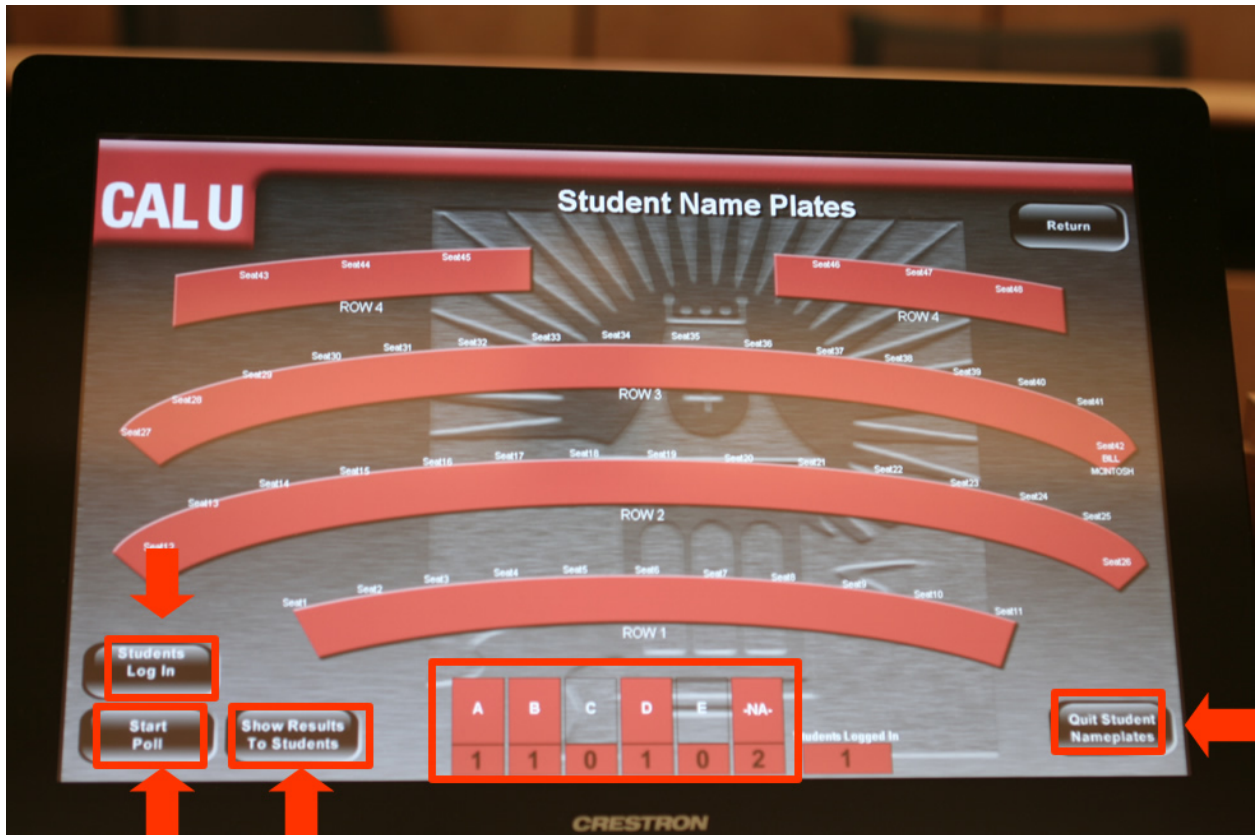 CAL U
Student Name Plates
Return
Seat43 Seat44 Seat45
Seat46 Seat47 Seat48
ROW 4
ROW 4
Seat27 Seat28 Seat29 Seat30 Seat31 Seat32 Seat33 Seat34 Seat35 Seat36 Seat37 Seat38 Seat39 Seat40 Seat41 Seat42
BILL
MCINTOSH
ROW 3
Seat12 Seat13 Seat14 Seat15 Seat16 Seat17 Seat18 Seat19 Seat20 Seat21 Seat22 Seat23 Seat24 Seat25 Seat26
ROW 2
Seat1 Seat2 Seat3 Seat4 Seat5 Seat6 Seat7 Seat8 Seat9 Seat10 Seat11
ROW 1
Students
Log In
Start
Poll
Show Results
To Students
A B C D E -NA-
1 1 0 1 0 2
Students Logged In
1
Quit Student
Nameplates
CRESTRON